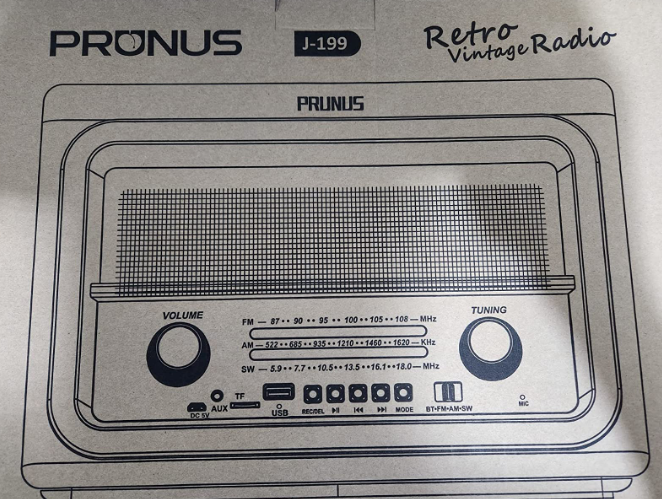 PRUNUS J-199 Retro Vintage Radio
PRUNUS
VOLUME
TUNING
FM — 87 •• 90 •• 95 •• 100 •• 105 •• 108 — MHz
AM — 522 •• 685 •• 935 •• 1210 •• 1460 •• 1620 — KHz
SW — 5.9 •• 7.7 •• 10.5 •• 13.5 •• 16.1 •• 18.0 — MHz
DC 5V AUX TF USB REC/DEL MODE BT•FM•AM•SW MIC